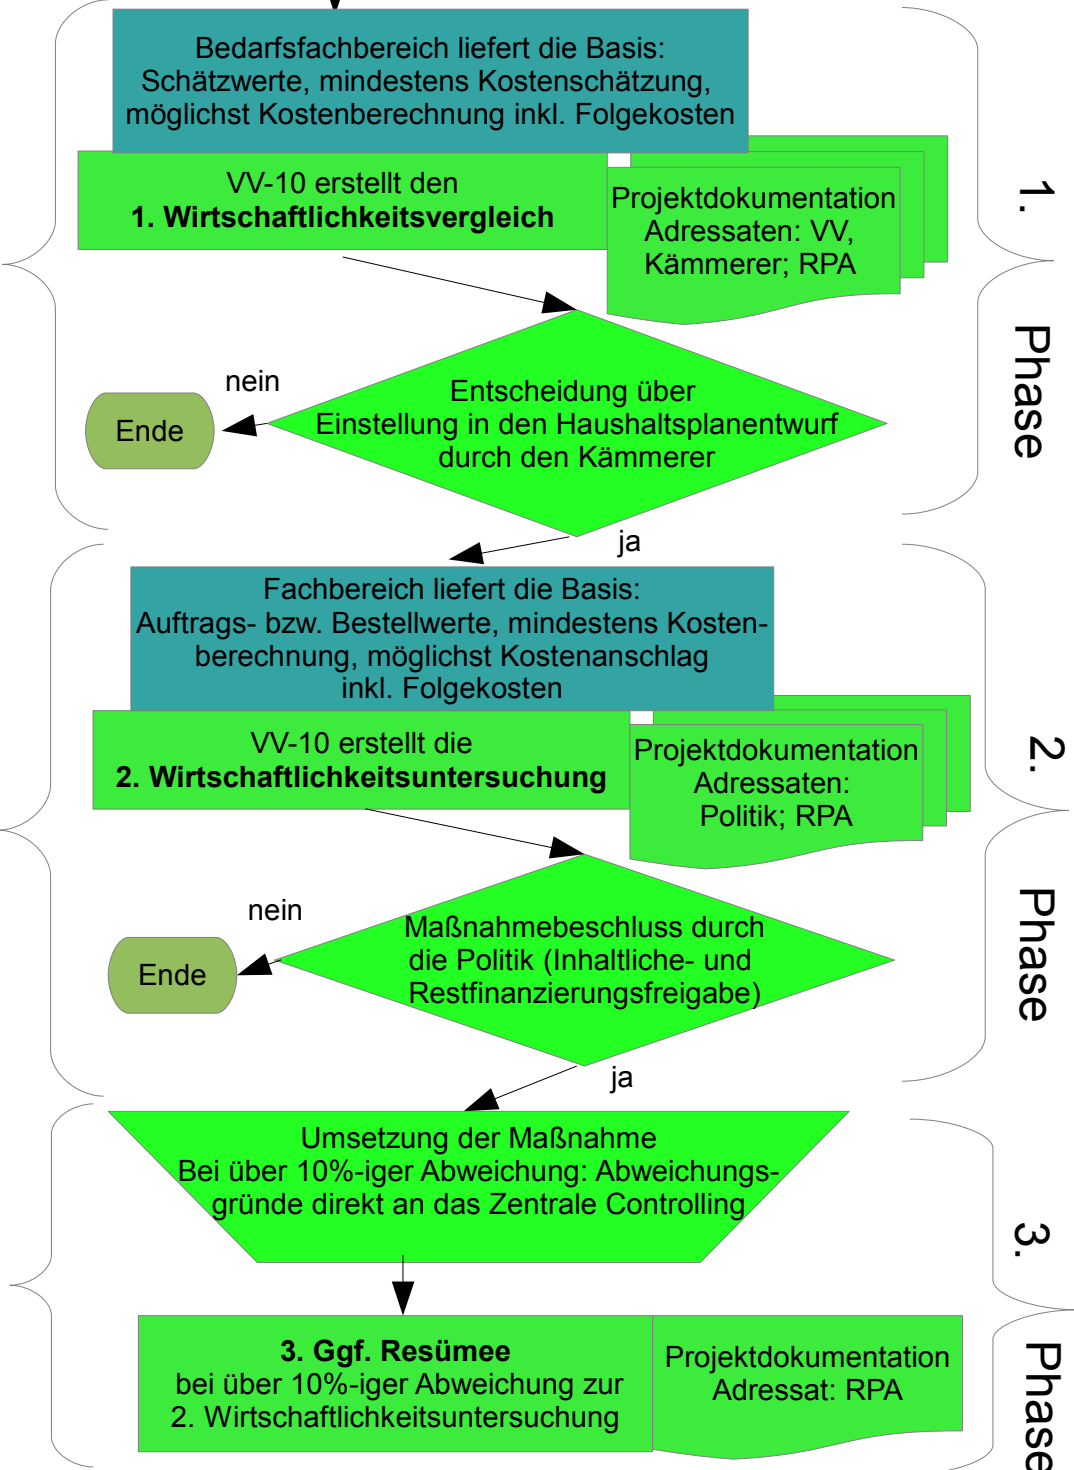 Bedarfsfachbereich liefert die Basis:
Schätzwerte, mindestens Kostenschätzung,
möglichst Kostenberechnung inkl. Folgekosten
VV-10 erstellt den
1. Wirtschaftlichkeitsvergleich
Projektdokumentation
Adressaten: VV,
Kämmerer; RPA
1. Phase
Entscheidung über
Einstellung in den Haushaltsplanentwurf
durch den Kämmerer
nein
Ende
ja
Fachbereich liefert die Basis:
Auftrags- bzw. Bestellwerte, mindestens Kosten-
berechnung, möglichst Kostenanschlag
inkl. Folgekosten
VV-10 erstellt die
2. Wirtschaftlichkeitsuntersuchung
Projektdokumentation
Adressaten:
Politik; RPA
2. Phase
Maßnahmebeschluss durch
die Politik (Inhaltliche- und
Restfinanzierungsfreigabe)
nein
Ende
ja
Umsetzung der Maßnahme
Bei über 10%-iger Abweichung: Abweichungs-
gründe direkt an das Zentrale Controlling
3. Ggf. Resümee
bei über 10%-iger Abweichung zur
2. Wirtschaftlichkeitsuntersuchung
Projektdokumentation
Adressat: RPA
3. Phase